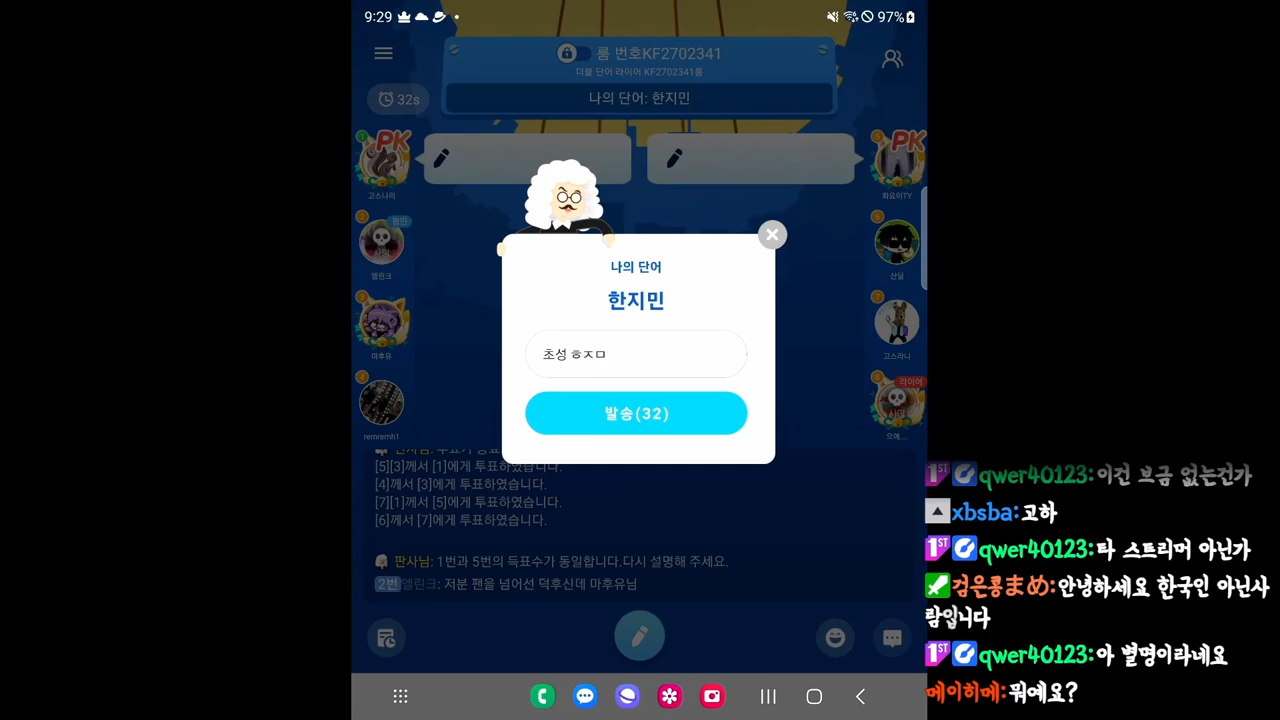 9:29
97%
룸 번호KF2702341
더블 단어 라이어 KF2702341룸
나의 단어: 한지민
32s
PK
PK
고스나리
화요이TV
찜민
사망
엘린크
산달
마후유
고스라니
라이어
사망
rernremh1
으에...
나의 단어
한지민
초성 ㅎㅈㅁ
발송(32)
[5][3]께서 [1]에게 투표하였습니다.
[4]께서 [3]에게 투표하였습니다.
[7][1]께서 [5]에게 투표하였습니다.
[6]께서 [7]에게 투표하였습니다.
판사님: 1번과 5번의 득표수가 동일합니다.다시 설명해 주세요.
2번 엘린크: 저분 팬을 넘어선 덕후신데 마후유님
1ST qwer40123:이건 보금 없는건가
xbsba:고하
1ST qwer40123:타 스트리머 아닌가
검은콩まめ:안녕하세요 한국인 아닌사
람입니다
1ST qwer40123:아 별명이라네요
메이히메:뭐예요?